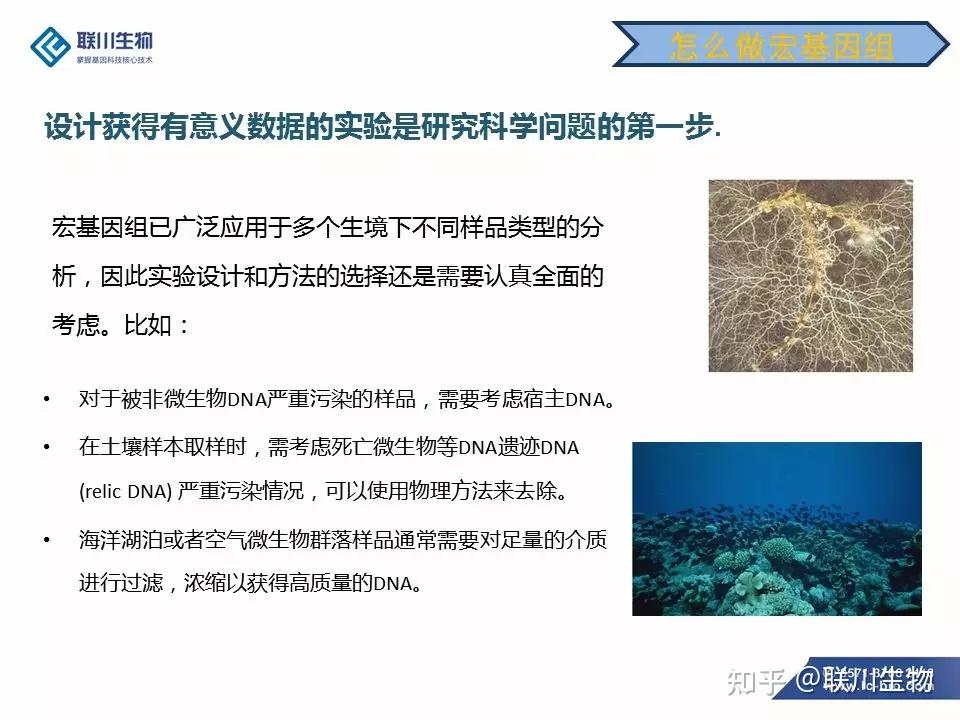 联川生物
掌握基因科技核心技术
怎么做宏基因组
设计获得有意义数据的实验是研究科学问题的第一步.
宏基因组已广泛应用于多个生境下不同样品类型的分
析，因此实验设计和方法的选择还是需要认真全面的
考虑。比如：
• 对于被非微生物DNA严重污染的样品，需要考虑宿主DNA。
• 在土壤样本取样时，需考虑死亡微生物等DNA遗迹DNA
(relic DNA) 严重污染情况，可以使用物理方法来去除。
• 海洋湖泊或者空气微生物群落样品通常需要对足量的介质
进行过滤，浓缩以获得高质量的DNA。
知乎 @联川生物